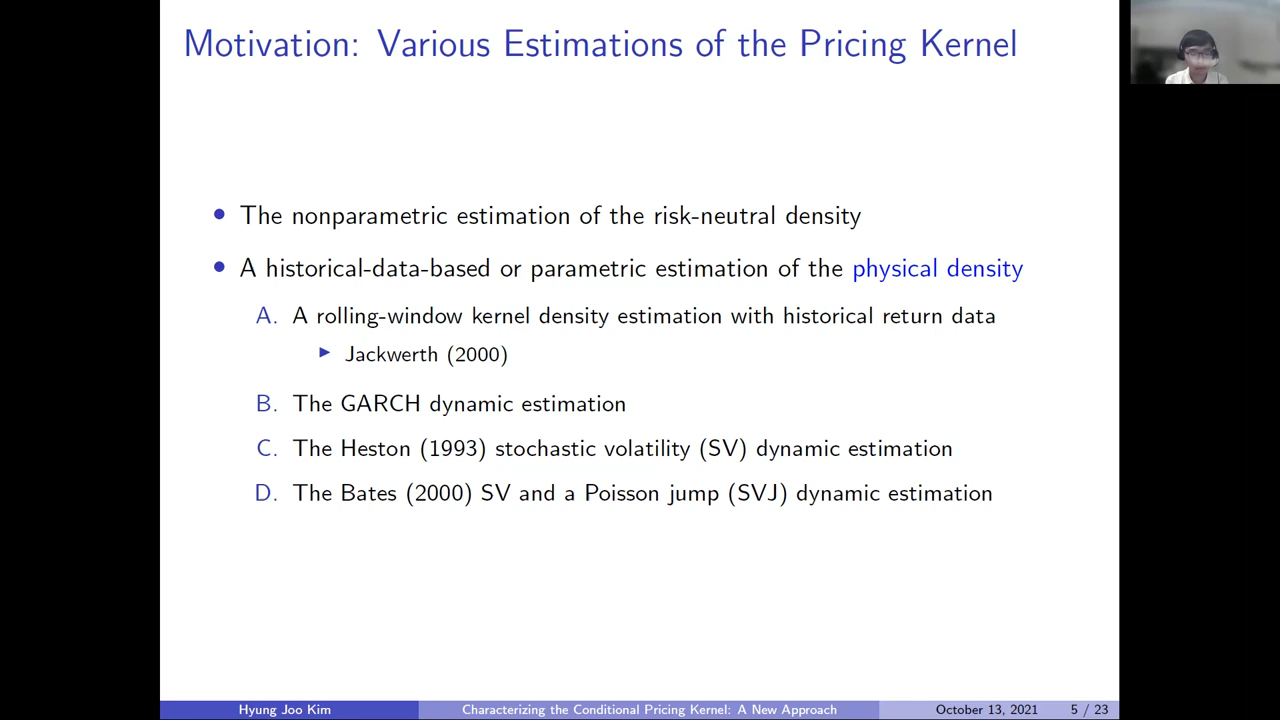 Motivation: Various Estimations of the Pricing Kernel
• The nonparametric estimation of the risk-neutral density
• A historical-data-based or parametric estimation of the physical density
A. A rolling-window kernel density estimation with historical return data
▶ Jackwerth (2000)
B. The GARCH dynamic estimation
C. The Heston (1993) stochastic volatility (SV) dynamic estimation
D. The Bates (2000) SV and a Poisson jump (SVJ) dynamic estimation
Hyung Joo Kim Characterizing the Conditional Pricing Kernel: A New Approach October 13, 2021 5 / 23